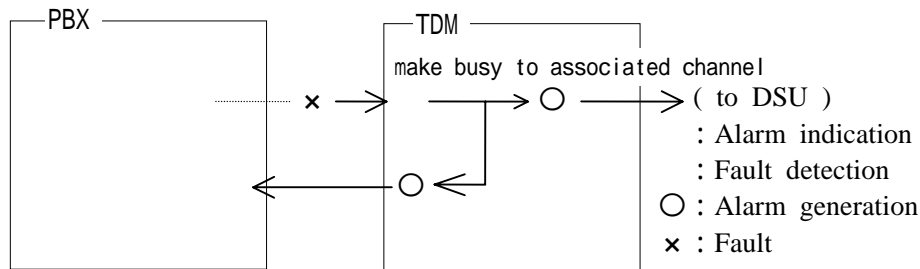 PBX
TDM
make busy to associated channel
( to DSU )
: Alarm indication
: Fault detection
○ : Alarm generation
× : Fault